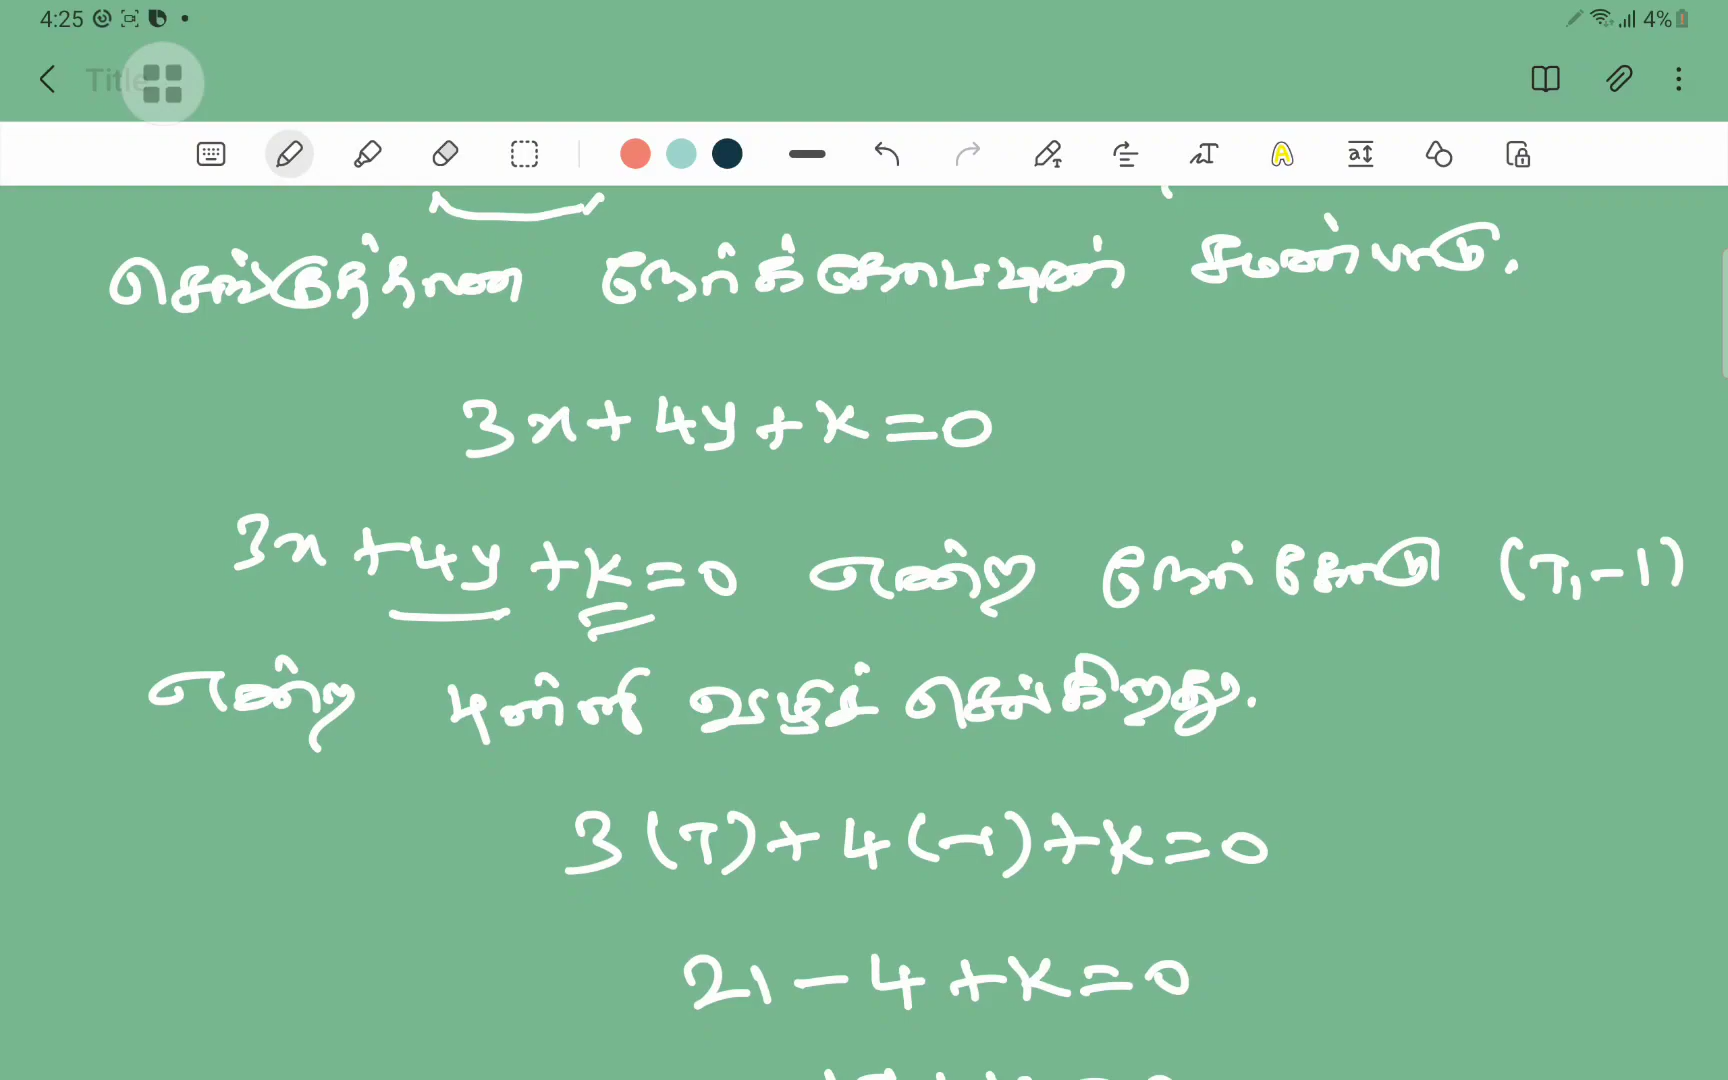 4:25 4%
Title
செங்குத்தான நேர்க்கோட்டின் சமன்பாடு.
3x + 4y + k = 0
3x + 4y + k = 0 என்ற நேர்கோடு (7, -1)
என்ற புள்ளி வழிச் செல்கிறது.
3(7) + 4(-1) + k = 0
21 - 4 + k = 0